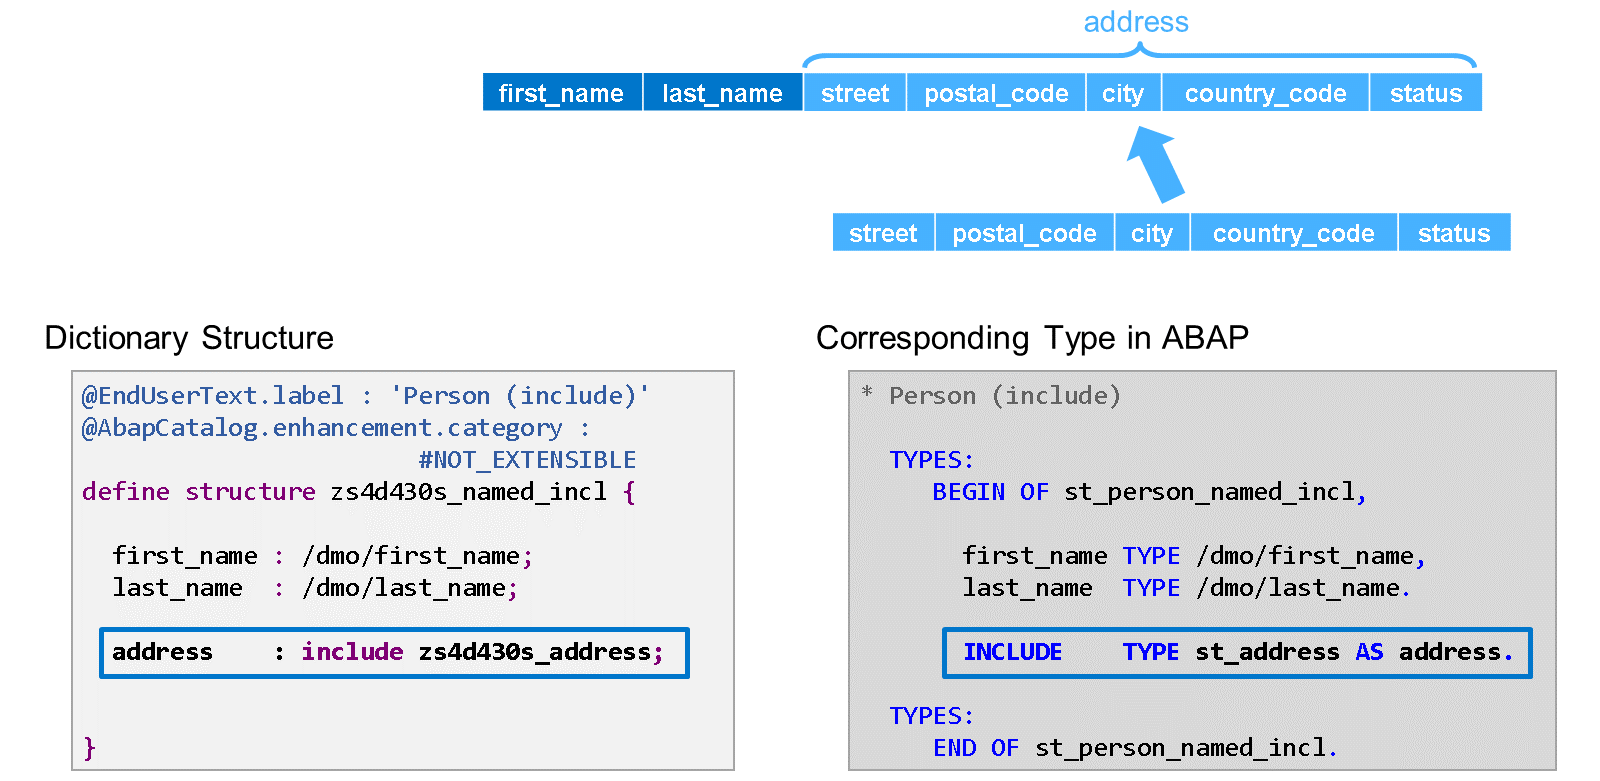 address
first_name last_name street postal_code city country_code status
street postal_code city country_code status
Dictionary Structure
@EndUserText.label : 'Person (include)'
@AbapCatalog.enhancement.category :
#NOT_EXTENSIBLE
define structure zs4d430s_named_incl {
first_name : /dmo/first_name;
last_name  : /dmo/last_name;
address    : include zs4d430s_address;
}
Corresponding Type in ABAP
* Person (include)
TYPES:
BEGIN OF st_person_named_incl,
first_name TYPE /dmo/first_name,
last_name  TYPE /dmo/last_name.
INCLUDE    TYPE st_address AS address.
TYPES:
END OF st_person_named_incl.